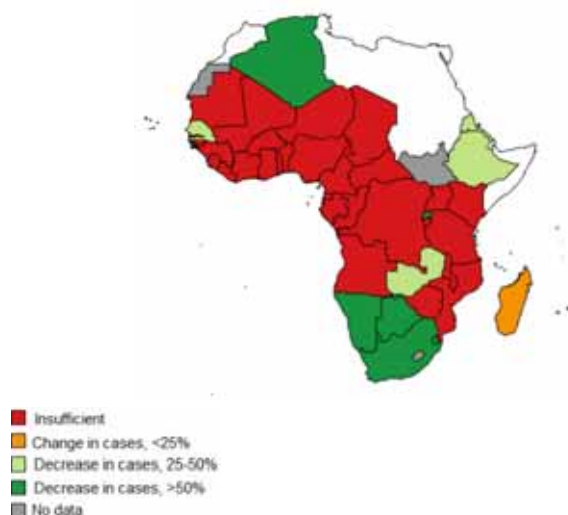 Insufficient
Change in cases, <25%
Decrease in cases, 25-50%
Decrease in cases, >50%
No data